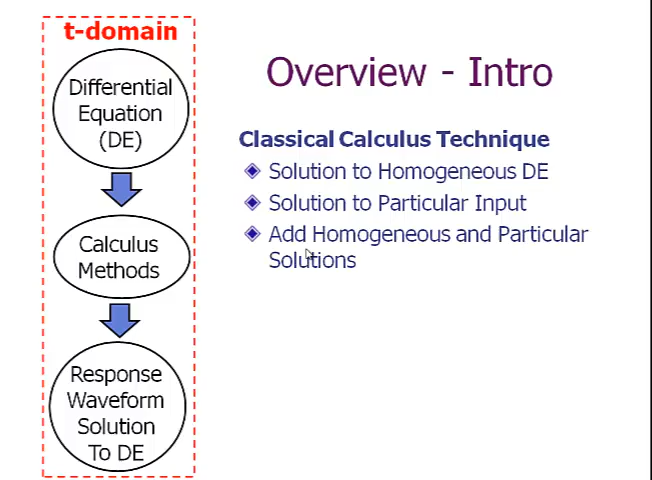 t-domain
Differential
Equation
(DE)
Calculus
Methods
Response
Waveform
Solution
To DE
Overview - Intro
Classical Calculus Technique
Solution to Homogeneous DE
Solution to Particular Input
Add Homogeneous and Particular
Solutions